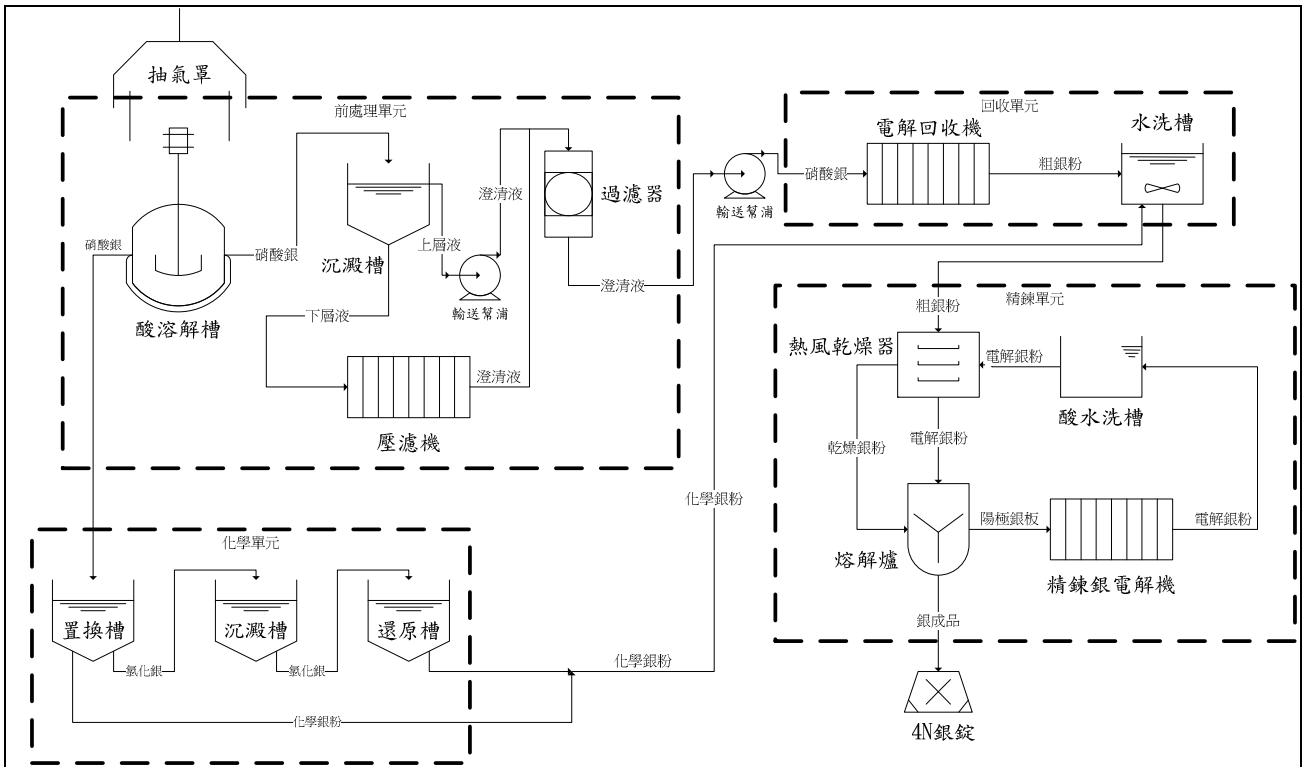 抽氣罩
前處理單元
硝酸銀
硝酸銀
酸溶解槽
沉澱槽
上層液
澄清液
輸送幫浦
過濾器
澄清液
下層液
澄清液
壓濾機
輸送幫浦
回收單元
硝酸銀
電解回收機
粗銀粉
水洗槽
精鍊單元
粗銀粉
熱風乾燥器
電解銀粉
酸水洗槽
乾燥銀粉
電解銀粉
熔解爐
陽極銀板
精鍊銀電解機
電解銀粉
銀成品
4N銀錠
化學單元
置換槽
氯化銀
沉澱槽
氯化銀
還原槽
化學銀粉
化學銀粉
化學銀粉